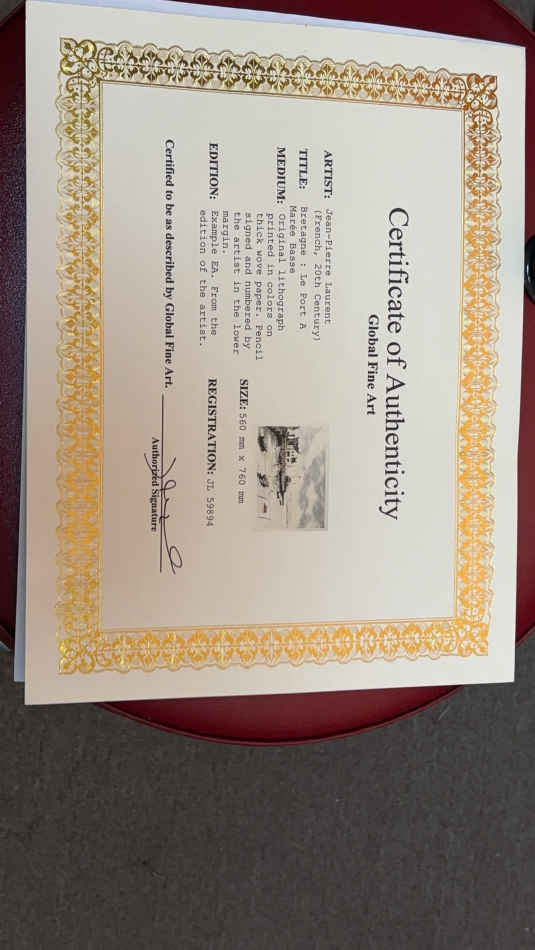 Certificate of Authenticity
Global Fine Art
ARTIST: Jean-Pierre Laurent
(French, 20th Century)
TITLE: Bretagne : Le Port A
Marée Basse
MEDIUM: Original lithograph
printed in colors on
thick wove paper. Pencil
signed and numbered by
the artist in the lower
margin.
EDITION: Example EA. From the
edition of the artist.
SIZE: 560 mm x 760 mm
REGISTRATION: JL 59894
Certified to be as described by Global Fine Art.
Authorized Signature